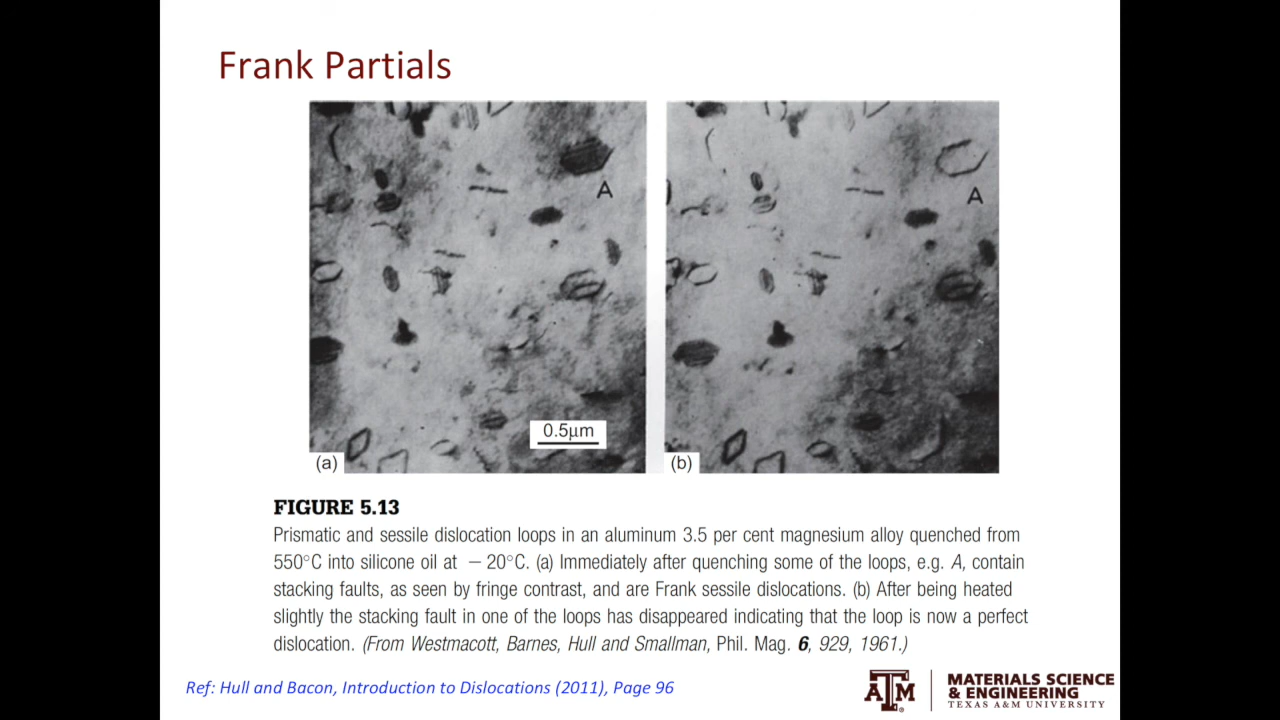 Frank Partials
A
A
0.5µm
(a)
(b)
FIGURE 5.13
Prismatic and sessile dislocation loops in an aluminum 3.5 per cent magnesium alloy quenched from
550°C into silicone oil at − 20°C. (a) Immediately after quenching some of the loops, e.g. A, contain
stacking faults, as seen by fringe contrast, and are Frank sessile dislocations. (b) After being heated
slightly the stacking fault in one of the loops has disappeared indicating that the loop is now a perfect
dislocation. (From Westmacott, Barnes, Hull and Smallman, Phil. Mag. 6, 929, 1961.)
Ref: Hull and Bacon, Introduction to Dislocations (2011), Page 96
ATM
MATERIALS SCIENCE
& ENGINEERING
TEXAS A&M UNIVERSITY